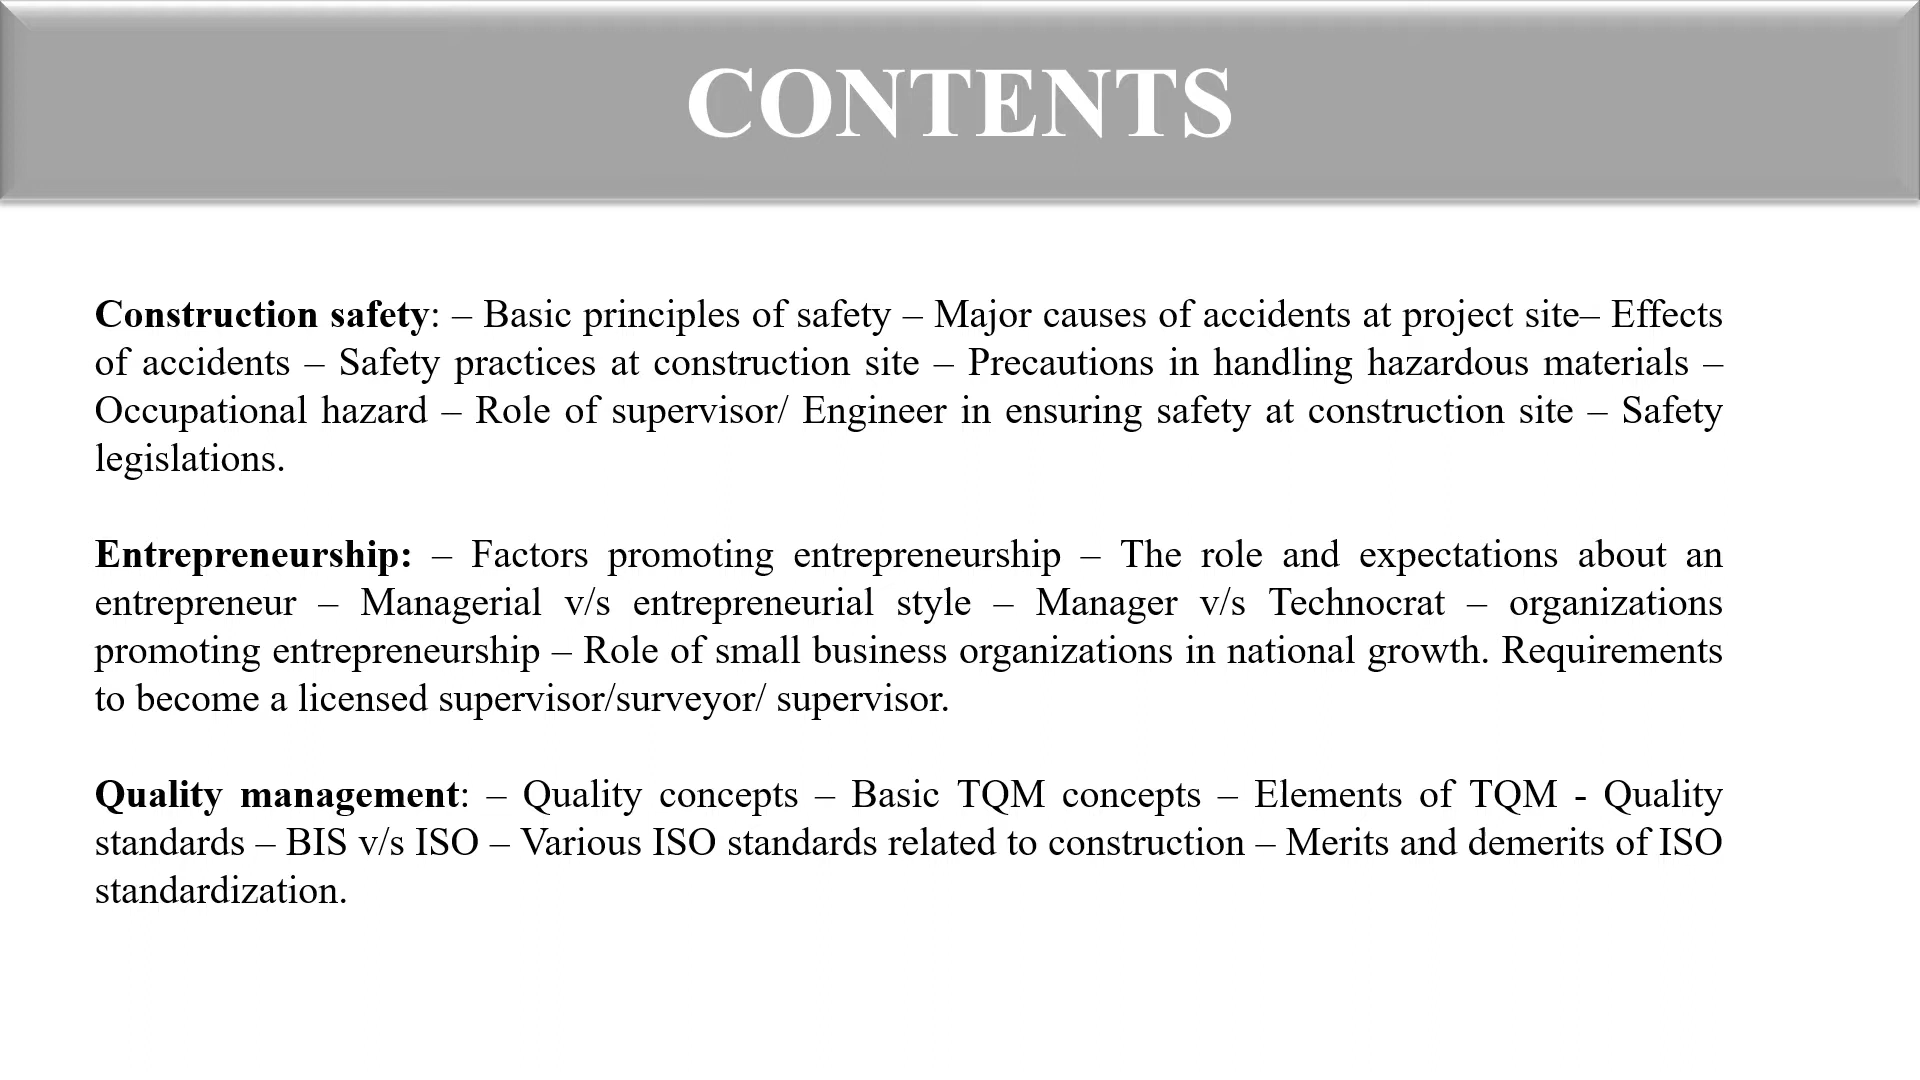 CONTENTS
Construction safety: – Basic principles of safety – Major causes of accidents at project site– Effects
of accidents – Safety practices at construction site – Precautions in handling hazardous materials –
Occupational hazard – Role of supervisor/ Engineer in ensuring safety at construction site – Safety
legislations.
Entrepreneurship: – Factors promoting entrepreneurship – The role and expectations about an
entrepreneur – Managerial v/s entrepreneurial style – Manager v/s Technocrat – organizations
promoting entrepreneurship – Role of small business organizations in national growth. Requirements
to become a licensed supervisor/surveyor/ supervisor.
Quality management: – Quality concepts – Basic TQM concepts – Elements of TQM - Quality
standards – BIS v/s ISO – Various ISO standards related to construction – Merits and demerits of ISO
standardization.